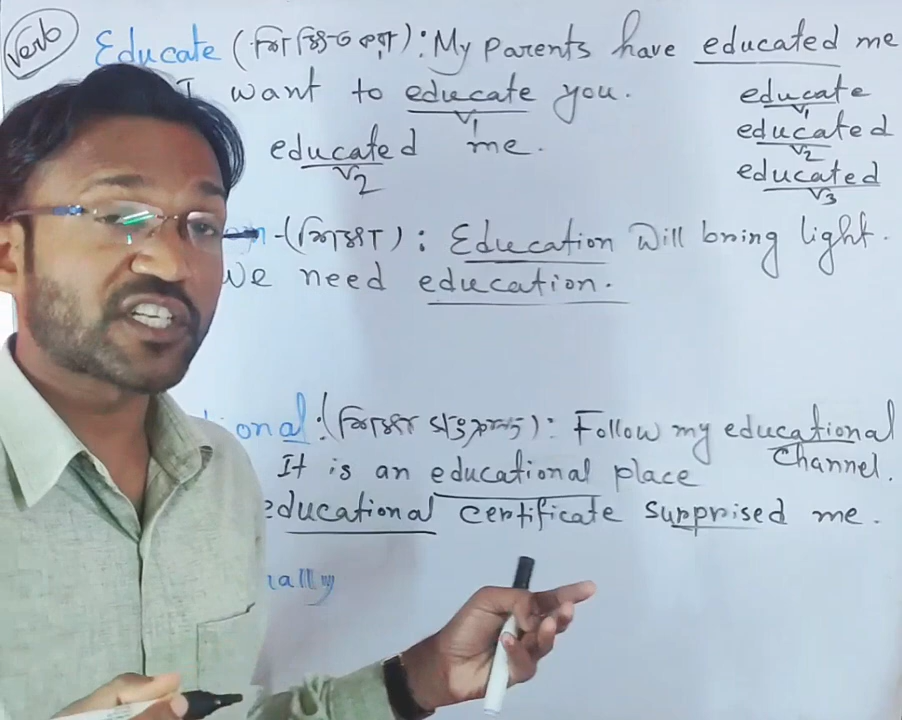 verb
Educate (শিক্ষিত করা): My parents have educated me
I want to educate you. educate
V1 V1
educated me. educated
V2 V2
educated
V3
on - (শিক্ষা): Education will bring light.
We need education.
onal: (শিক্ষা সংক্রান্ত): Follow my educational
channel.
It is an educational place
educational certificate surprised me.
ally